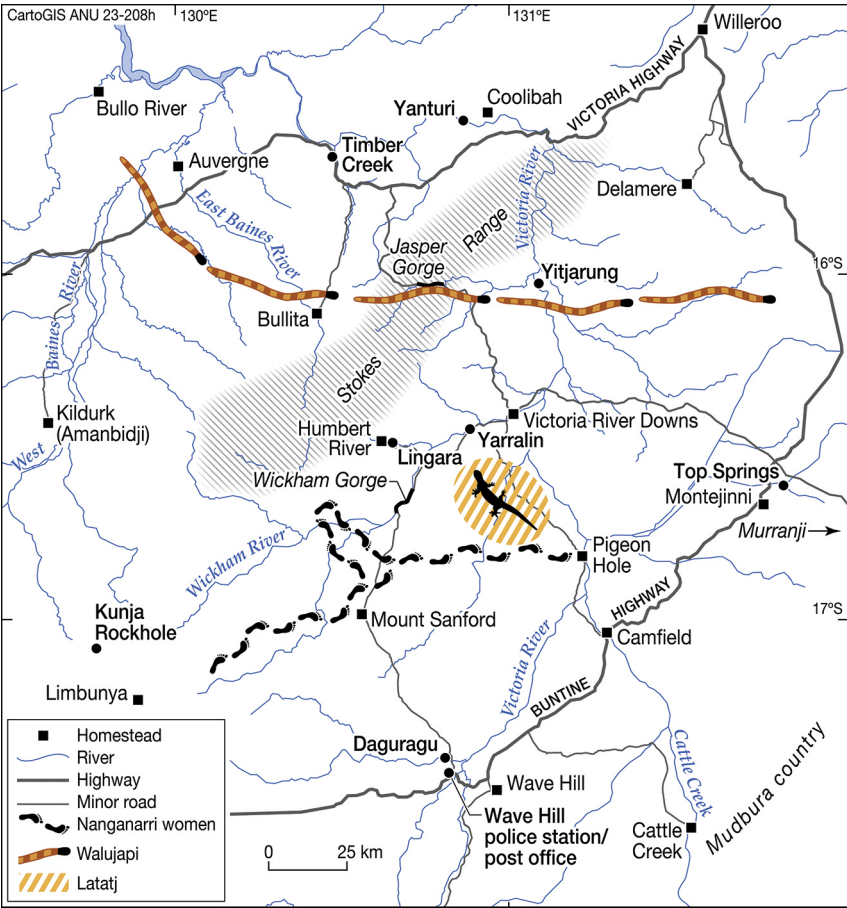 CartoGIS ANU 23-208h
130°E
131°E
Willeroo
VICTORIA HIGHWAY
Bullo River
Yanturi
Coolibah
Timber
Creek
Auvergne
Victoria River
Delamere
East Baines
River
Range
Jasper
Gorge
16°S
Yitjarung
Baines River
Bullita
Stokes
Kildurk
(Amanbidji)
Victoria River Downs
Humbert
River
Yarralin
Lingara
West
Top Springs
Wickham Gorge
Montejinni
Murranji
Wickham River
Pigeon
Hole
HIGHWAY
Kunja
Rockhole
17°S
Mount Sanford
Camfield
Victoria River
Limbunya
BUNTINE
Cattle Creek
Mudbura country
Daguragu
Wave Hill
Wave Hill
police station/
post office
Cattle
Creek
Homestead
River
Highway
Minor road
Nanganarri women
Walujapi
Latatj
0
25 km